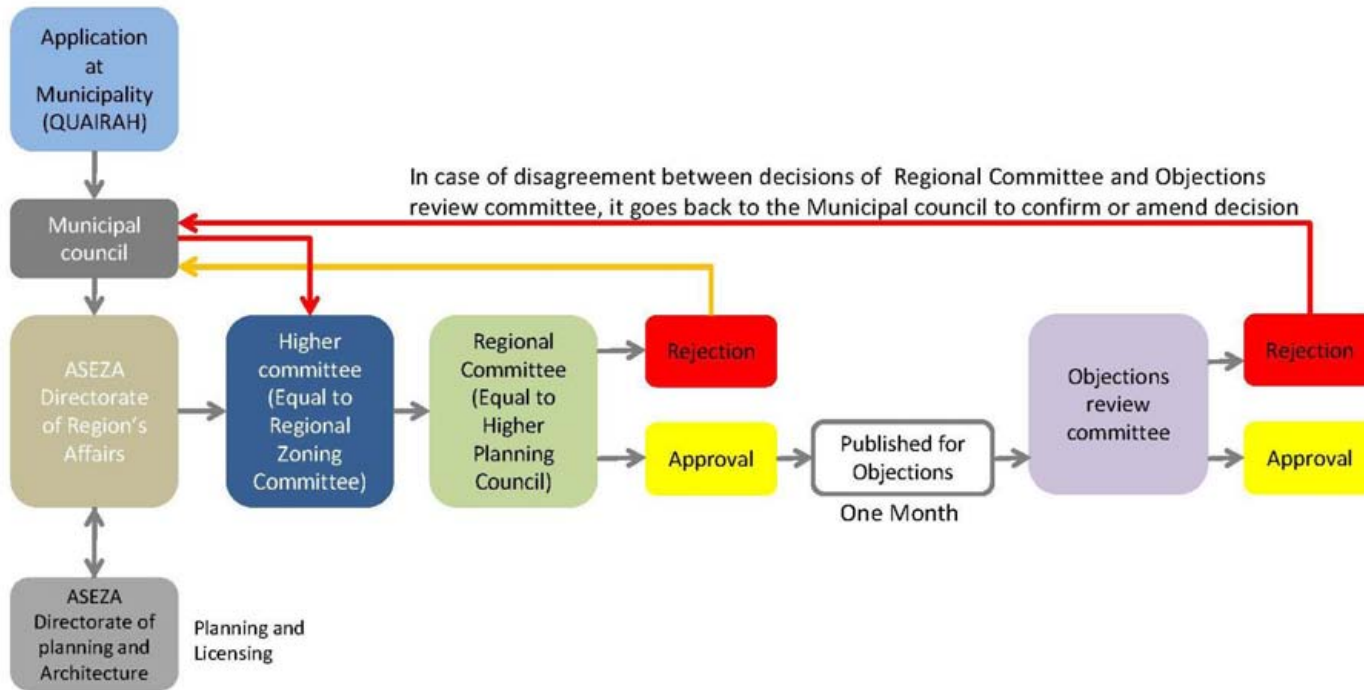 Application
at
Municipality
(QUAIRAH)
In case of disagreement between decisions of Regional Committee and Objections
review committee, it goes back to the Municipal council to confirm or amend decision
Municipal
council
ASEZA
Directorate
of Region's
Affairs
Higher
committee
(Equal to
Regional
Zoning
Committee)
Regional
Committee
(Equal to
Higher
Planning
Council)
Rejection
Approval
Published for
Objections
One Month
Objections
review
committee
Rejection
Approval
ASEZA
Directorate of
planning and
Architecture
Planning and
Licensing